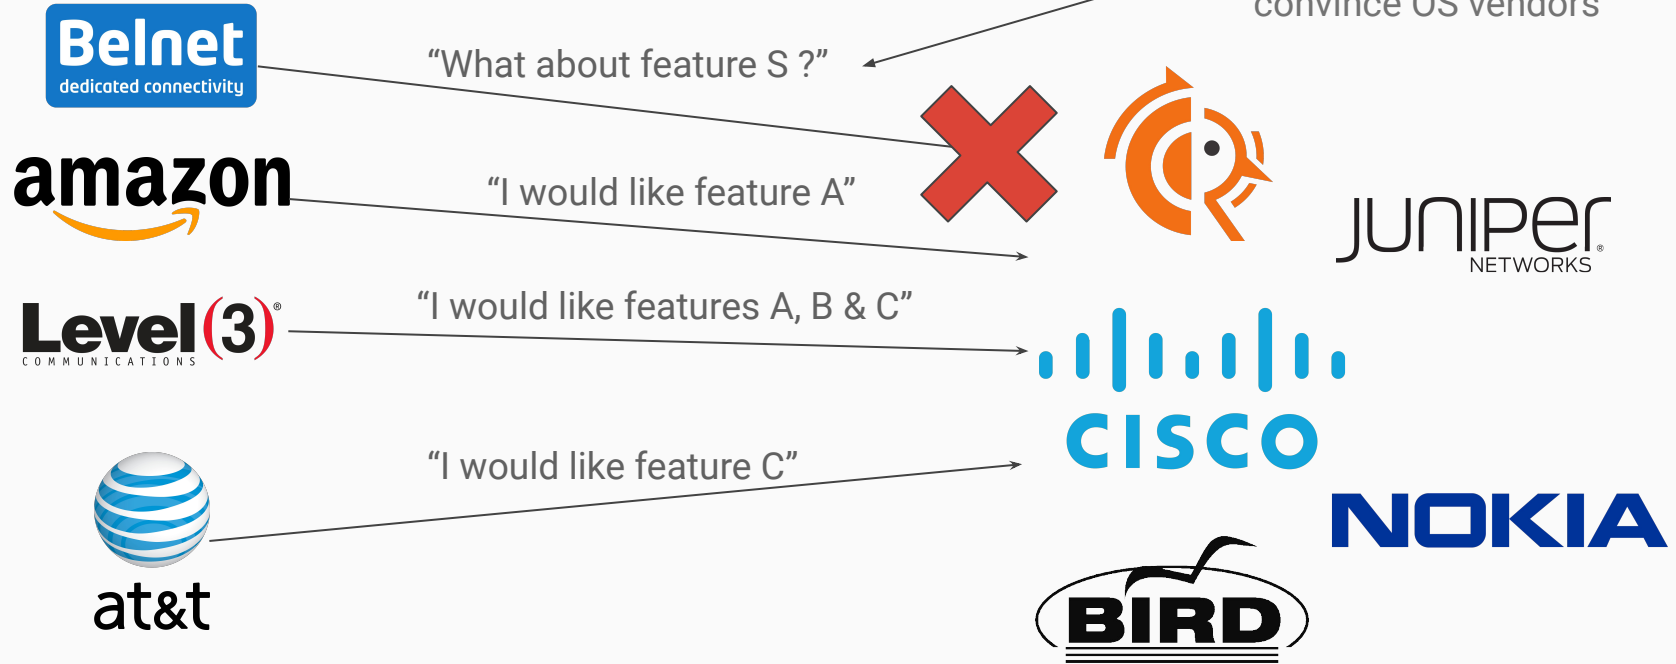 convince OS vendors
Belnet
dedicated connectivity
“What about feature S ?”
amazon
“I would like feature A”
JUNIPEr®
NETWORKS
Level(3)®
COMMUNICATIONS
“I would like features A, B & C”
CISCO
“I would like feature C”
NOKIA
at&t
BIRD